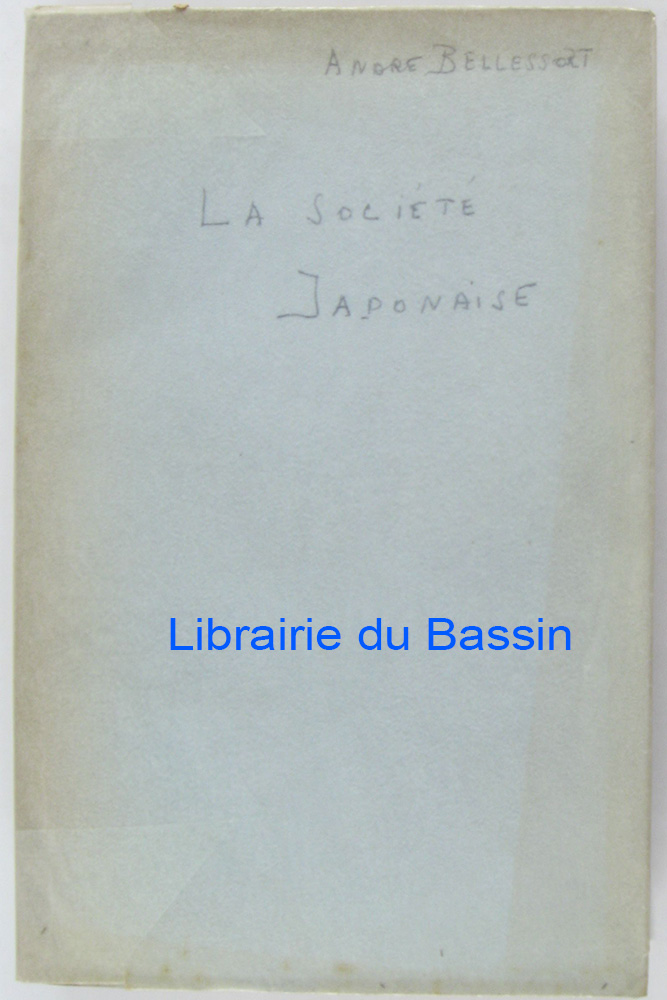 ANDRE BELLESSORT
LA SOCIÉTÉ
JAPONAISE
Librairie du Bassin